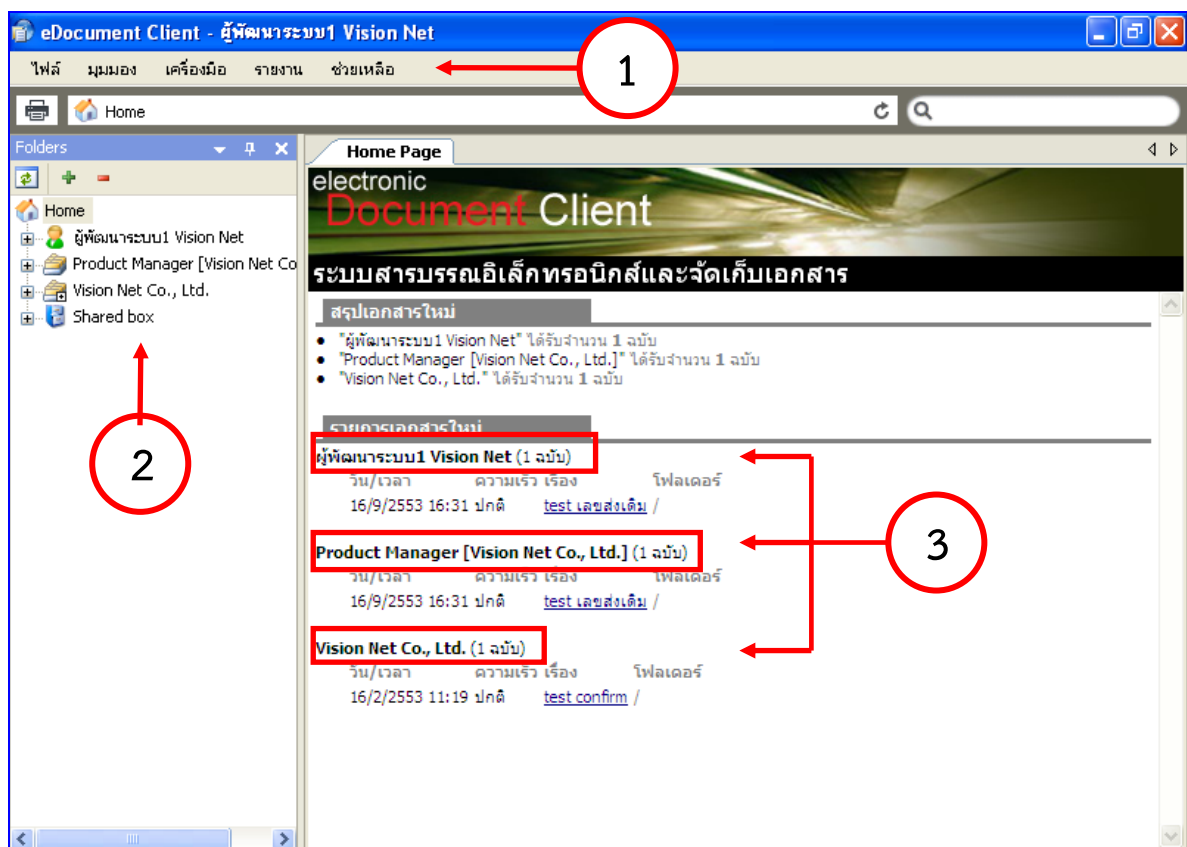 eDocument Client - ผู้พัฒนาระบบ1 Vision Net
ไฟล์ มุมมอง เครื่องมือ รายงาน ช่วยเหลือ
1
Home
Folders
Home
ผู้พัฒนาระบบ1 Vision Net
Product Manager [Vision Net Co
Vision Net Co., Ltd.
Shared box
2
Home Page
electronic
Document Client
ระบบสารบรรณอิเล็กทรอนิกส์และจัดเก็บเอกสาร
สรุปเอกสารใหม่
• "ผู้พัฒนาระบบ1 Vision Net" ได้รับจำนวน 1 ฉบับ
• "Product Manager [Vision Net Co., Ltd.]" ได้รับจำนวน 1 ฉบับ
• "Vision Net Co., Ltd." ได้รับจำนวน 1 ฉบับ
รายการเอกสารใหม่
ผู้พัฒนาระบบ1 Vision Net (1 ฉบับ)
วัน/เวลา ความเร็ว เรื่อง โฟลเดอร์
16/9/2553 16:31 ปกติ test เลขส่งเดิม /
Product Manager [Vision Net Co., Ltd.] (1 ฉบับ)
วัน/เวลา ความเร็ว เรื่อง โฟลเดอร์
16/9/2553 16:31 ปกติ test เลขส่งเดิม /
Vision Net Co., Ltd. (1 ฉบับ)
วัน/เวลา ความเร็ว เรื่อง โฟลเดอร์
16/2/2553 11:19 ปกติ test confirm /
3